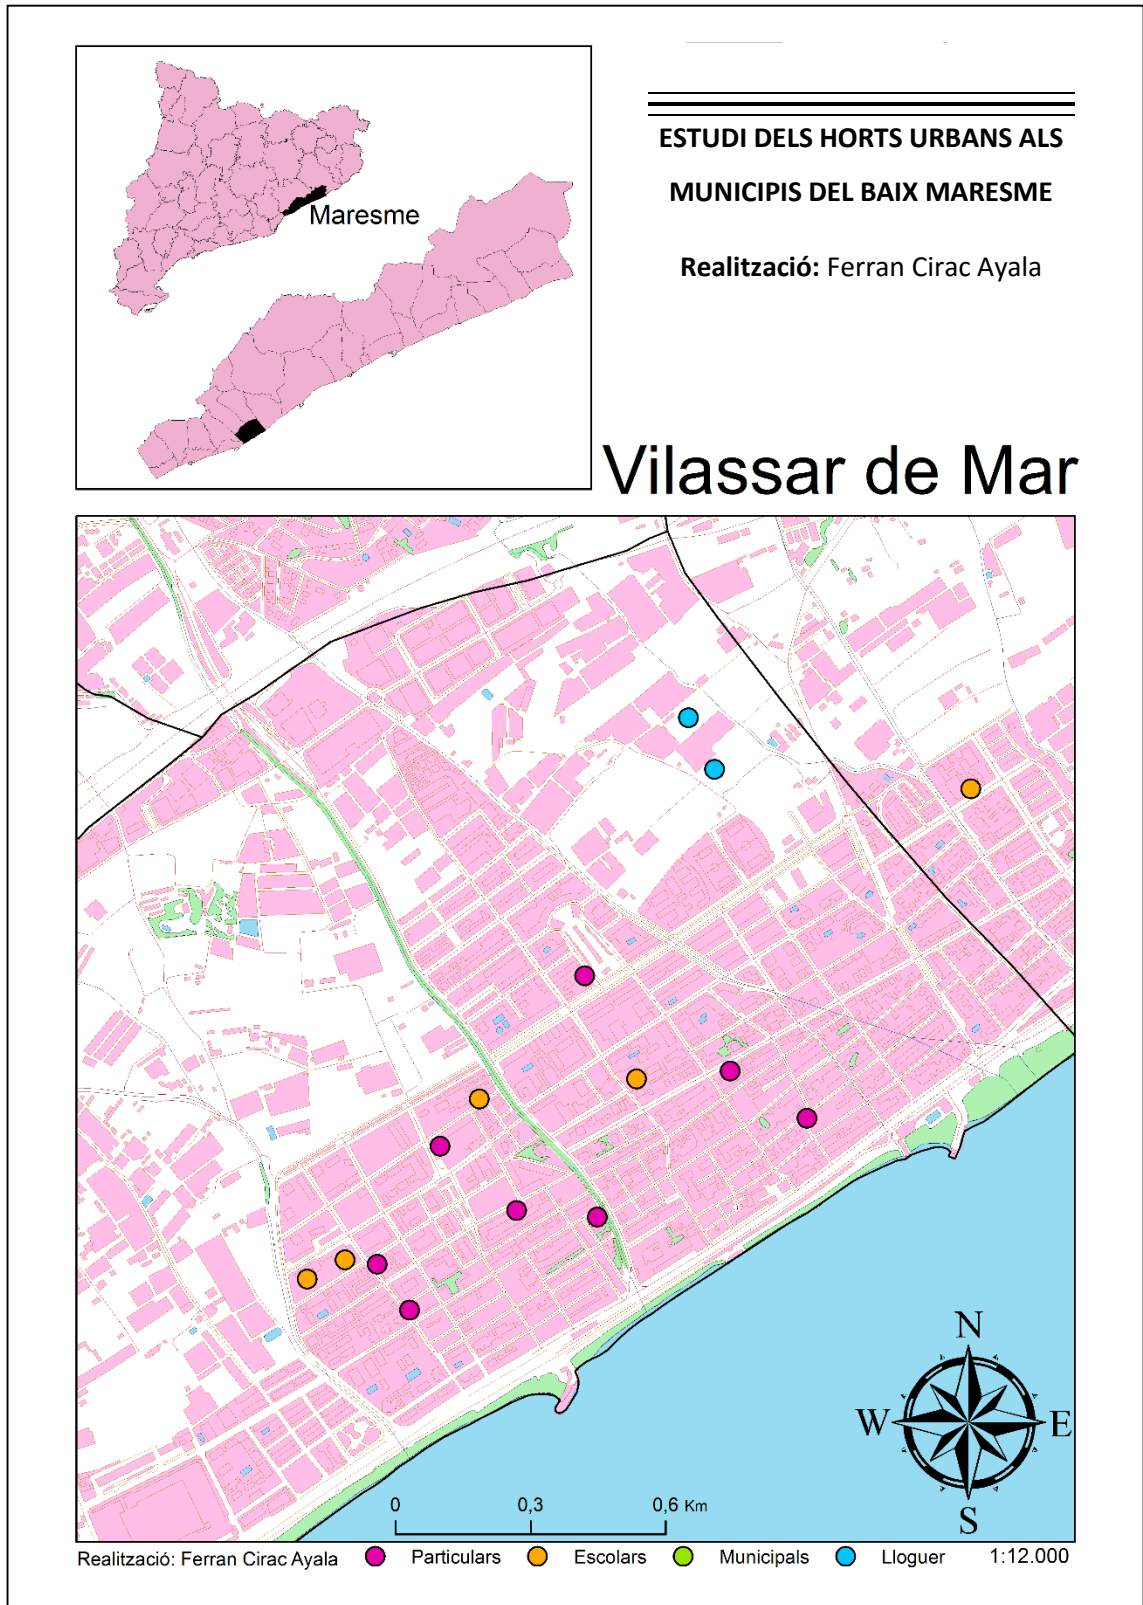 ESTUDI DELS HORTS URBANS ALS
MUNICIPIS DEL BAIX MARESME
Realització: Ferran Cirac Ayala
Maresme
Vilassar de Mar
N
W E
S
0 0,3 0,6 Km
Realització: Ferran Cirac Ayala Particulars Escolars Municipals Lloguer 1:12.000